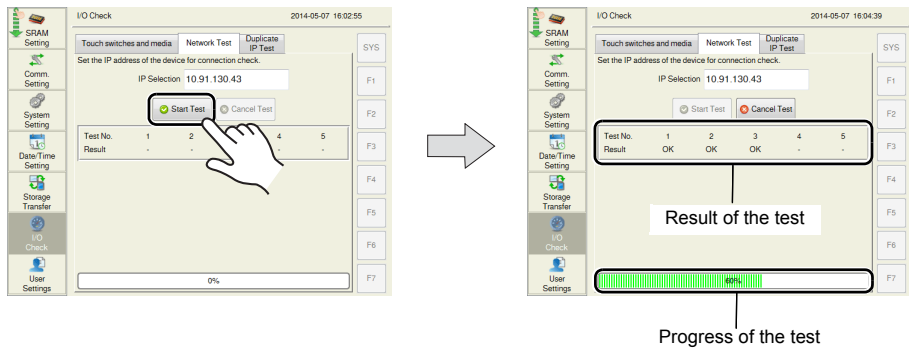 I/O Check 2014-05-07 16:02:55
SRAM
Setting
Comm.
Setting
System
Setting
Date/Time
Setting
Storage
Transfer
I/O
Check
User
Settings
Touch switches and media Network Test Duplicate
IP Test
Set the IP address of the device for connection check.
IP Selection 10.91.130.43
Start Test Cancel Test
Test No. 1 2 4 5
Result - - - -
0%
SYS
F1
F2
F3
F4
F5
F6
F7
I/O Check 2014-05-07 16:04:39
SRAM
Setting
Comm.
Setting
System
Setting
Date/Time
Setting
Storage
Transfer
I/O
Check
User
Settings
Touch switches and media Network Test Duplicate
IP Test
Set the IP address of the device for connection check.
IP Selection 10.91.130.43
Start Test Cancel Test
Test No. 1 2 3 4 5
Result OK OK OK - -
Result of the test
60%
SYS
F1
F2
F3
F4
F5
F6
F7
Progress of the test